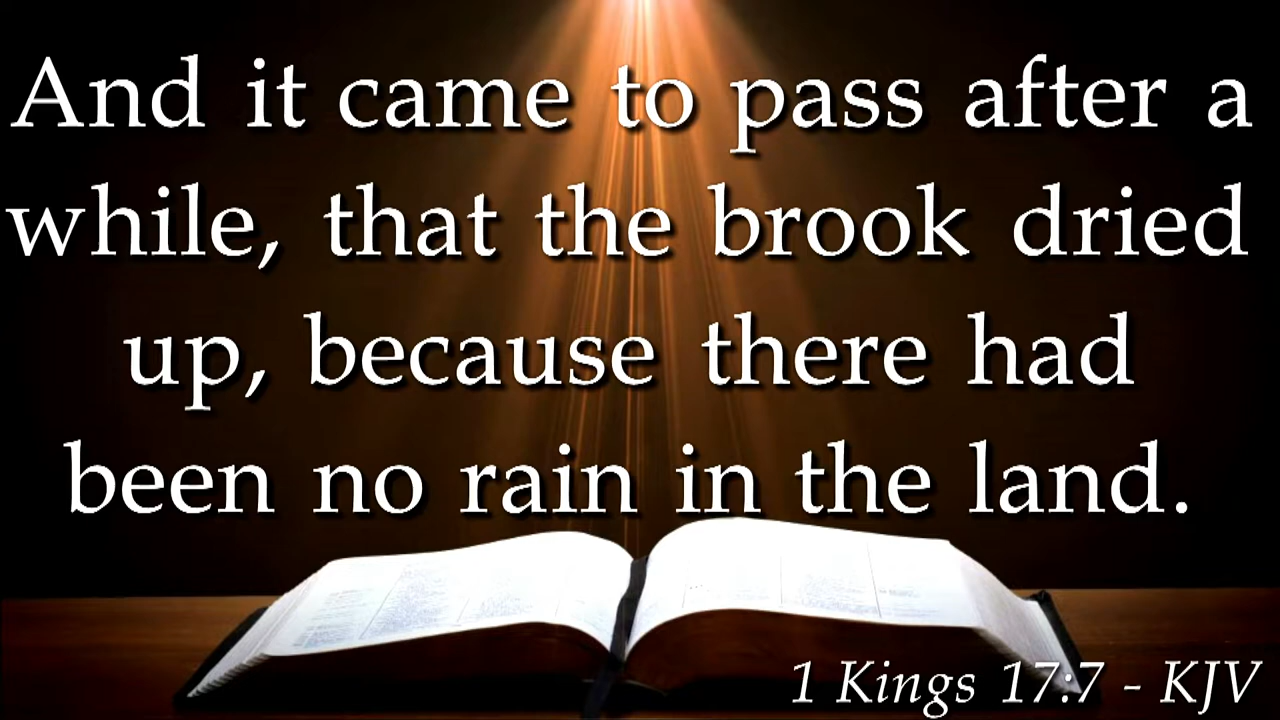 And it came to pass after a
while, that the brook dried
up, because there had
been no rain in the land.
1 Kings 17:7 - KJV